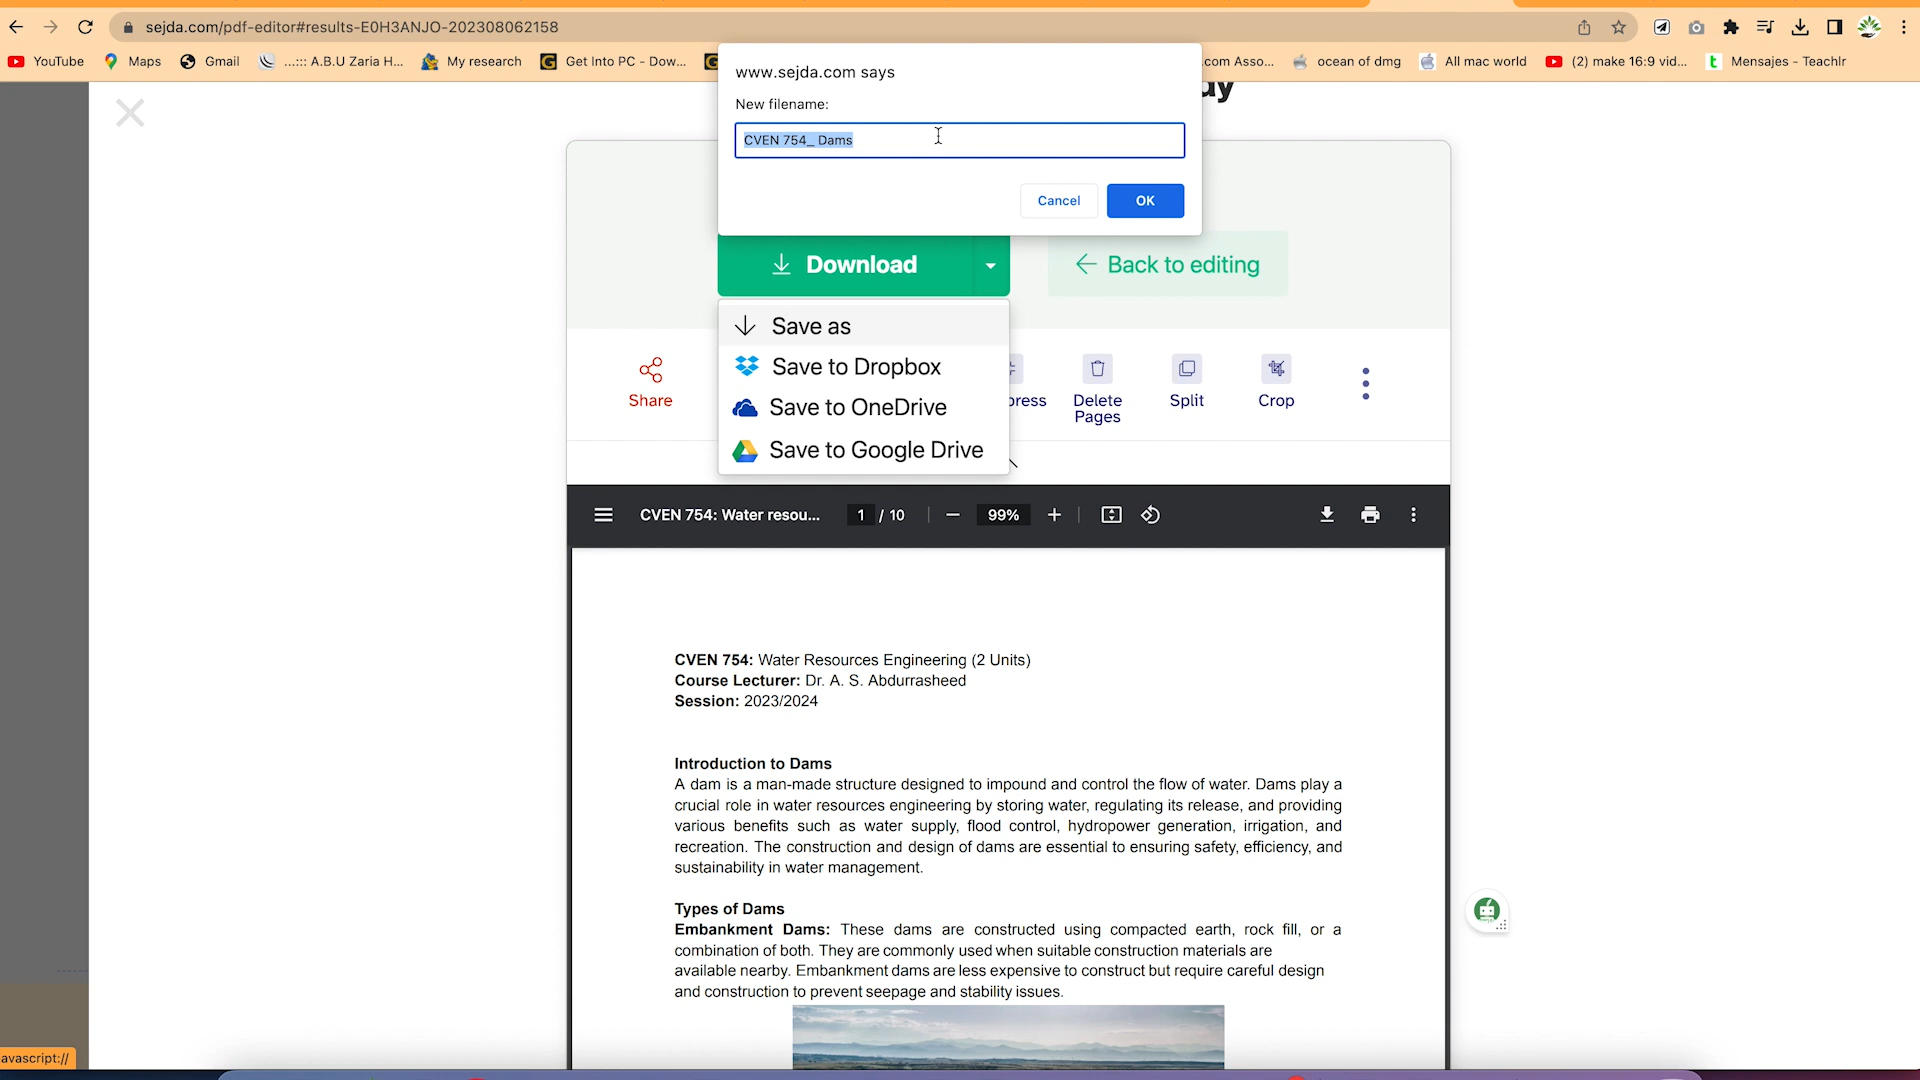 sejda.com/pdf-editor#results-E0H3ANJO-202308062158
YouTube
Maps
Gmail
...::: A.B.U Zaria H...
My research
Get Into PC - Dow...
.com Asso...
ocean of dmg
All mac world
(2) make 16:9 vid...
Mensajes - Teachlr
www.sejda.com says
New filename:
CVEN 754_ Dams
Cancel
OK
Download
Back to editing
Save as
Save to Dropbox
Save to OneDrive
Save to Google Drive
Share
press
Delete
Pages
Split
Crop
CVEN 754: Water resou...
1 / 10
99%
CVEN 754: Water Resources Engineering (2 Units)
Course Lecturer: Dr. A. S. Abdurrasheed
Session: 2023/2024
Introduction to Dams
A dam is a man-made structure designed to impound and control the flow of water. Dams play a
crucial role in water resources engineering by storing water, regulating its release, and providing
various benefits such as water supply, flood control, hydropower generation, irrigation, and
recreation. The construction and design of dams are essential to ensuring safety, efficiency, and
sustainability in water management.
Types of Dams
Embankment Dams: These dams are constructed using compacted earth, rock fill, or a
combination of both. They are commonly used when suitable construction materials are
available nearby. Embankment dams are less expensive to construct but require careful design
and construction to prevent seepage and stability issues.
avascript://